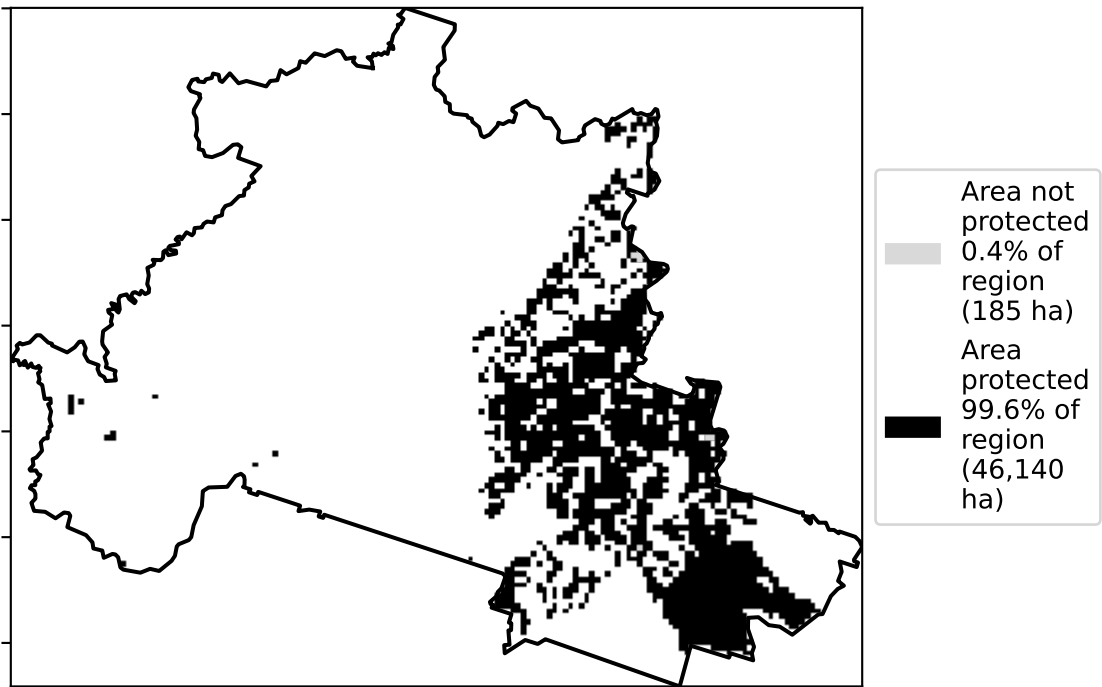 Area not
protected
0.4% of
region
(185 ha)
Area
protected
99.6% of
region
(46,140
ha)